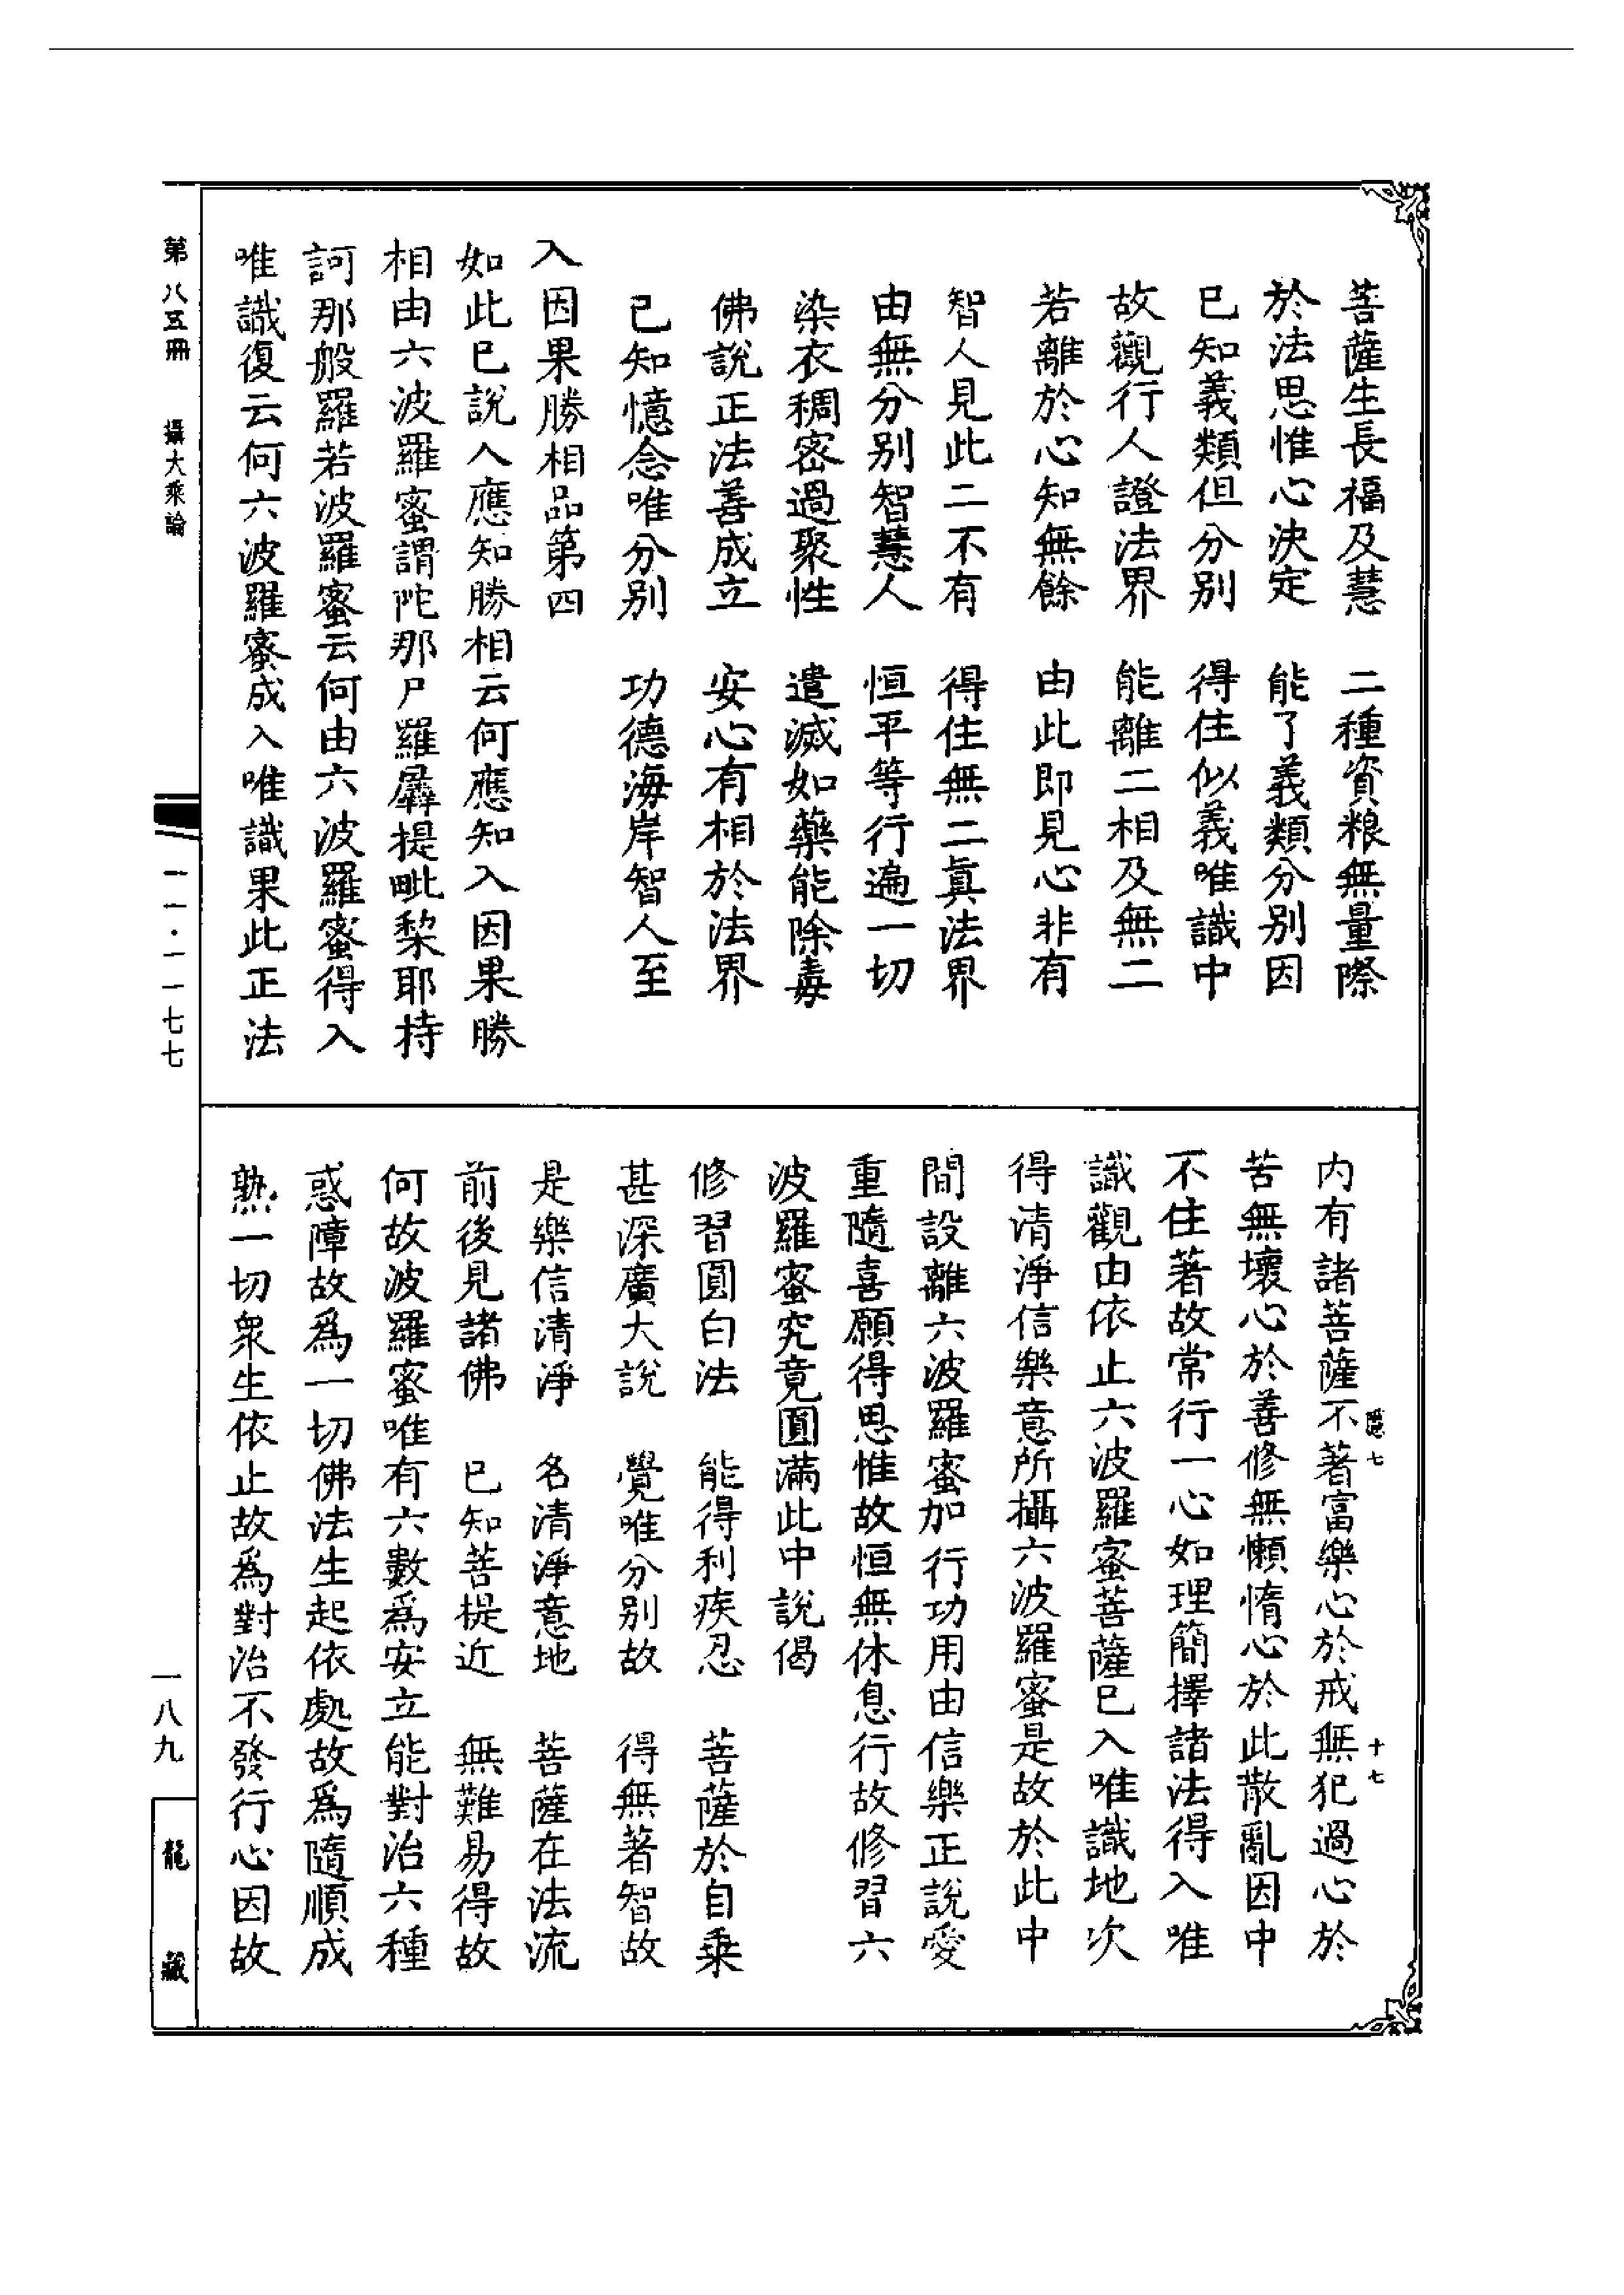 菩薩生長福及慧　二種資粮無量際
於法思惟心決定　能了義類分別因
已知義類但分別　得住似義唯識中
故觀行人證法界　能離二相及無二
若離於心知無餘　由此即見心非有
智人見此二不有　得住無二眞法界
由無分別智慧人　恒平等行遍一切
染衣稠密過聚性　遣滅如藥能除毒
佛說正法善成立　安心有相於法界
已知憶念唯分別　功德海岸智人至
入因果勝相品第四
如此已說入應知勝相云何應知入因果勝
相由六波羅蜜謂陀那尸羅羼提毗棃耶持
訶那般羅若波羅蜜云何由六波羅蜜得入
唯識復云何六波羅蜜成入唯識果此正法
內有諸菩薩不著富樂心於戒無犯過心於
苦無壞心於善修無懶惰心於此散亂因中
不住著故常行一心如理簡擇諸法得入唯
識觀由依止六波羅蜜菩薩已入唯識地次
得清淨信樂意所攝六波羅蜜是故於此中
間設離六波羅蜜加行功用由信樂正說愛
重隨喜願得思惟故恒無休息行故修習六
波羅蜜究竟圓滿此中說偈
修習圓白法　能得利疾忍　菩薩於自乘
甚深廣大說　覺唯分別故　得無著智故
是樂信清淨　名清淨意地　菩薩在法流
前後見諸佛　已知菩提近　無難易得故
何故波羅蜜唯有六數爲安立能對治六種
惑障故爲一切佛法生起依處故爲隨順成
熟一切衆生依止故爲對治不發行心因故
七
十七
第八五冊　攝大乘論
一一·一一七七
一八九
龍藏